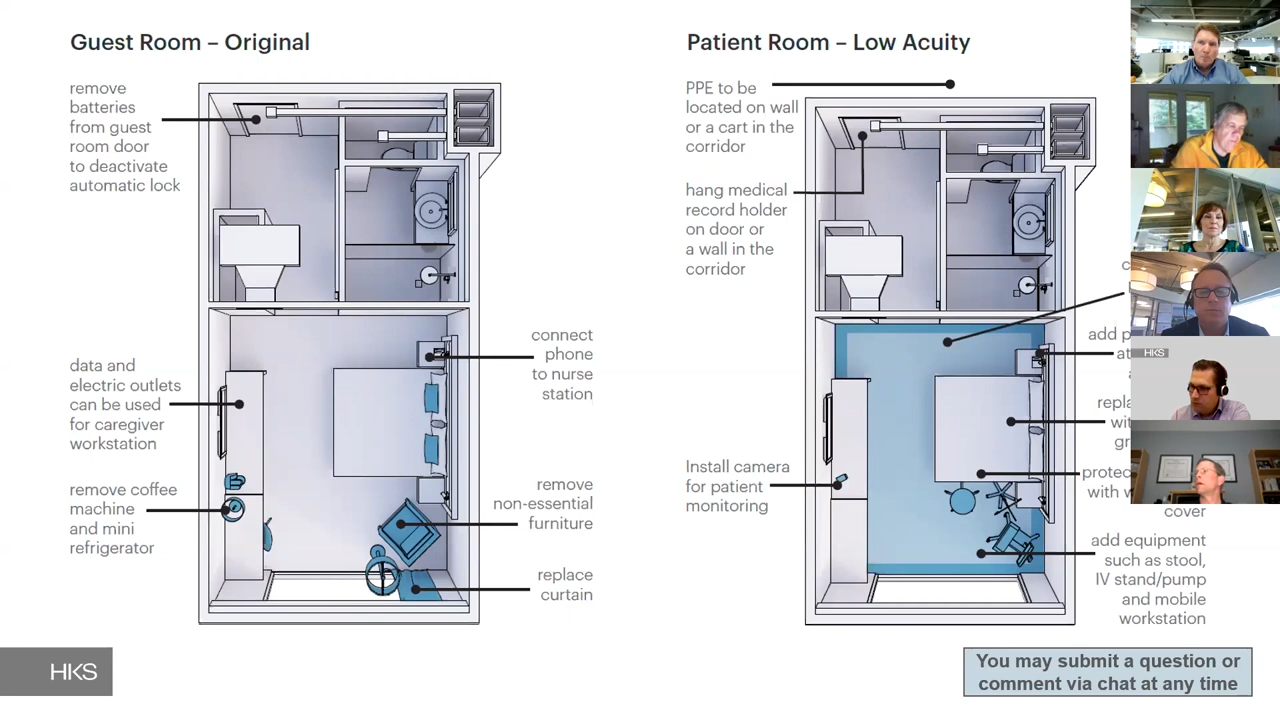 Guest Room – Original
remove
batteries
from guest
room door
to deactivate
automatic lock
data and
electric outlets
can be used
for caregiver
workstation
remove coffee
machine
and mini
refrigerator
connect
phone
to nurse
station
remove
non-essential
furniture
replace
curtain
Patient Room – Low Acuity
PPE to be
located on wall
or a cart in the
corridor
hang medical
record holder
on door or
a wall in the
corridor
Install camera
for patient
monitoring
add
with
cover
add equipment
such as stool,
IV stand/pump
and mobile
workstation
HKS
HKS
You may submit a question or
comment via chat at any time